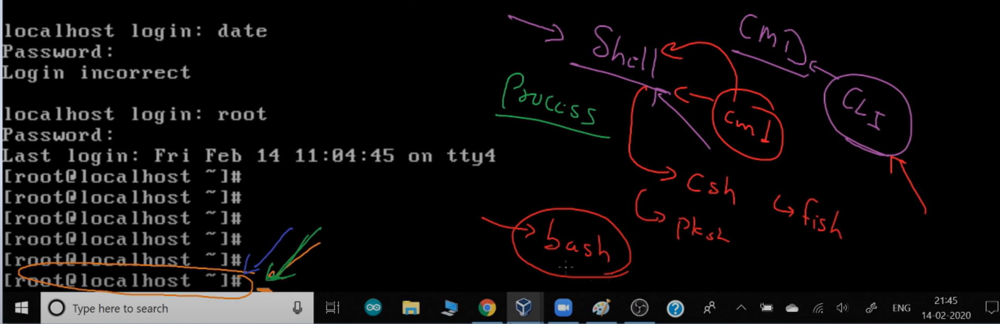 localhost login: date
Password:
Login incorrect
localhost login: root
Password:
Last login: Fri Feb 14 11:04:45 on tty4
[root@localhost ~]#
[root@localhost ~]#
[root@localhost ~]#
[root@localhost ~]#
[root@localhost ~]#
[root@localhost ~]#
Shell
CmD
Process
cmd
CLI
Csh
fish
Pksh
bash
Type here to search
ENG
21:45
14-02-2020